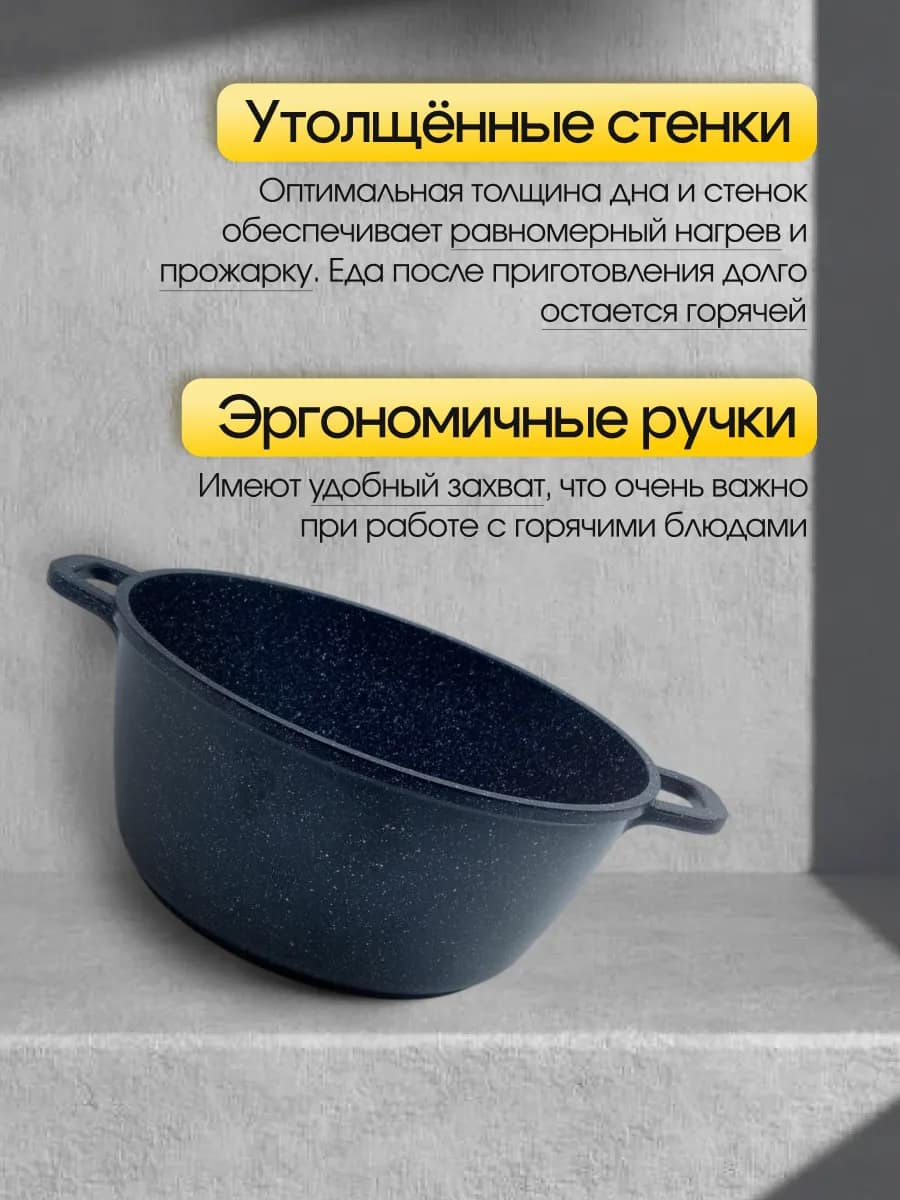 Утолщённые стенки
Оптимальная толщина дна и стенок
обеспечивает равномерный нагрев и
прожарку. Еда после приготовления долго
остается горячей
Эргономичные ручки
Имеют удобный захват, что очень важно
при работе с горячими блюдами